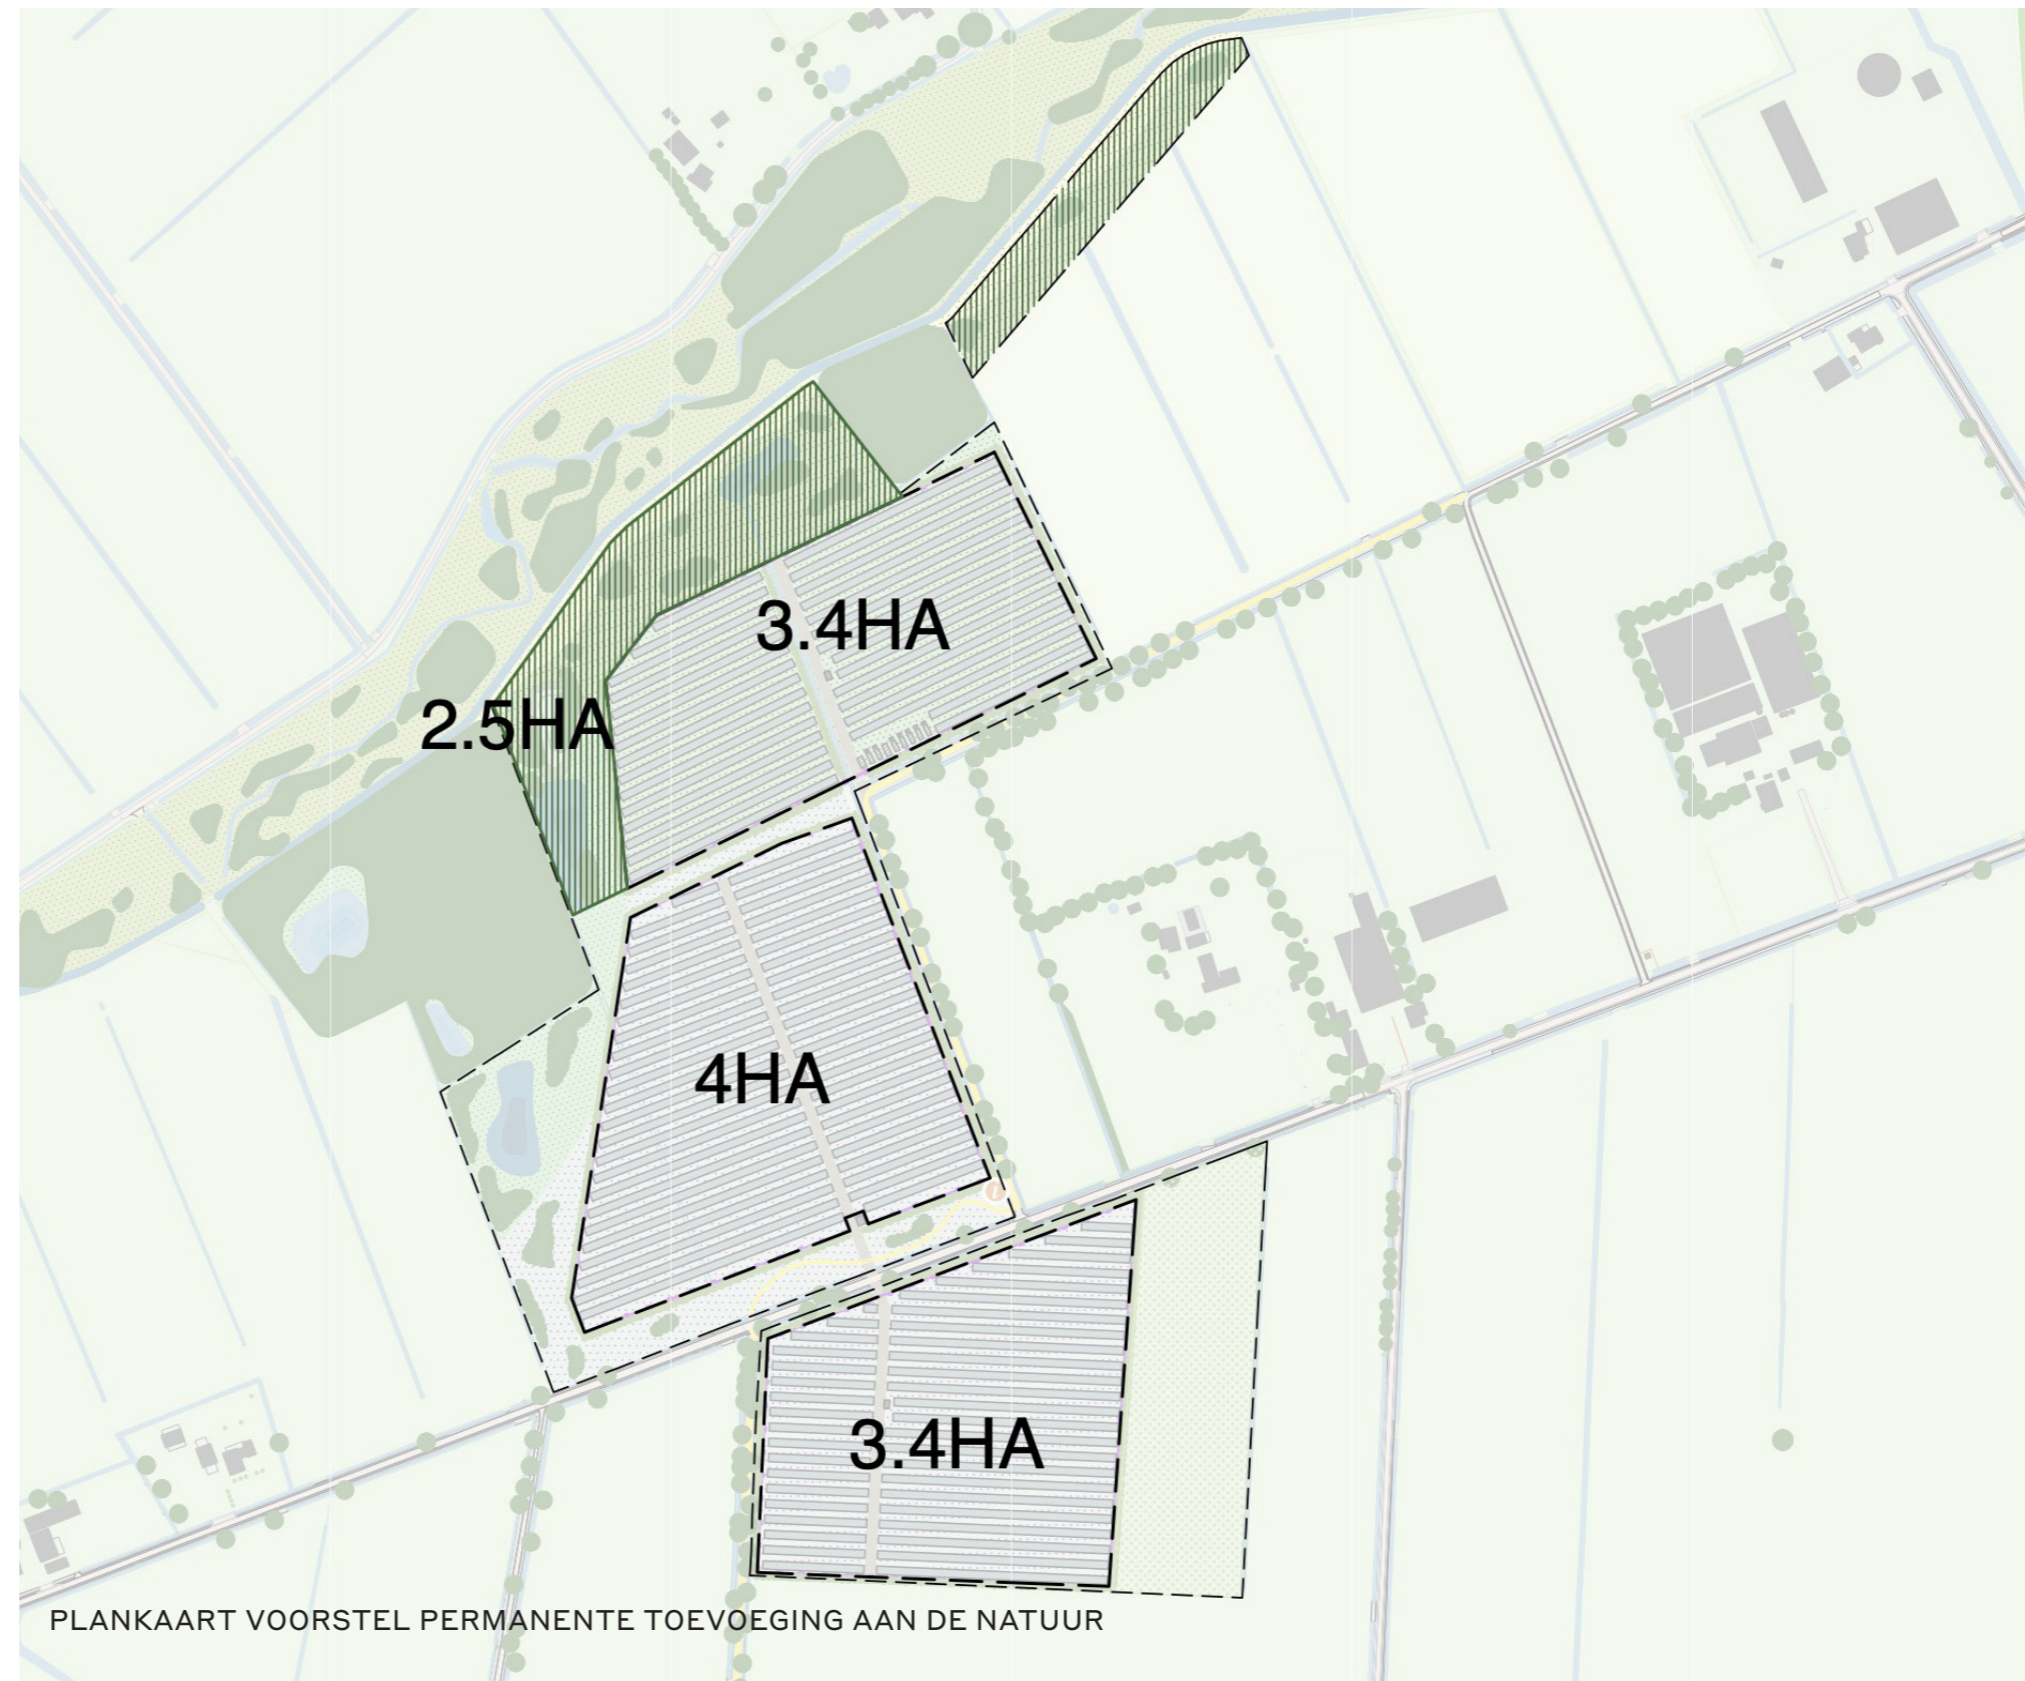 3.4HA
2.5HA
4HA
i
3.4HA
PLANKAART VOORSTEL PERMANENTE TOEVOEGING AAN DE NATUUR